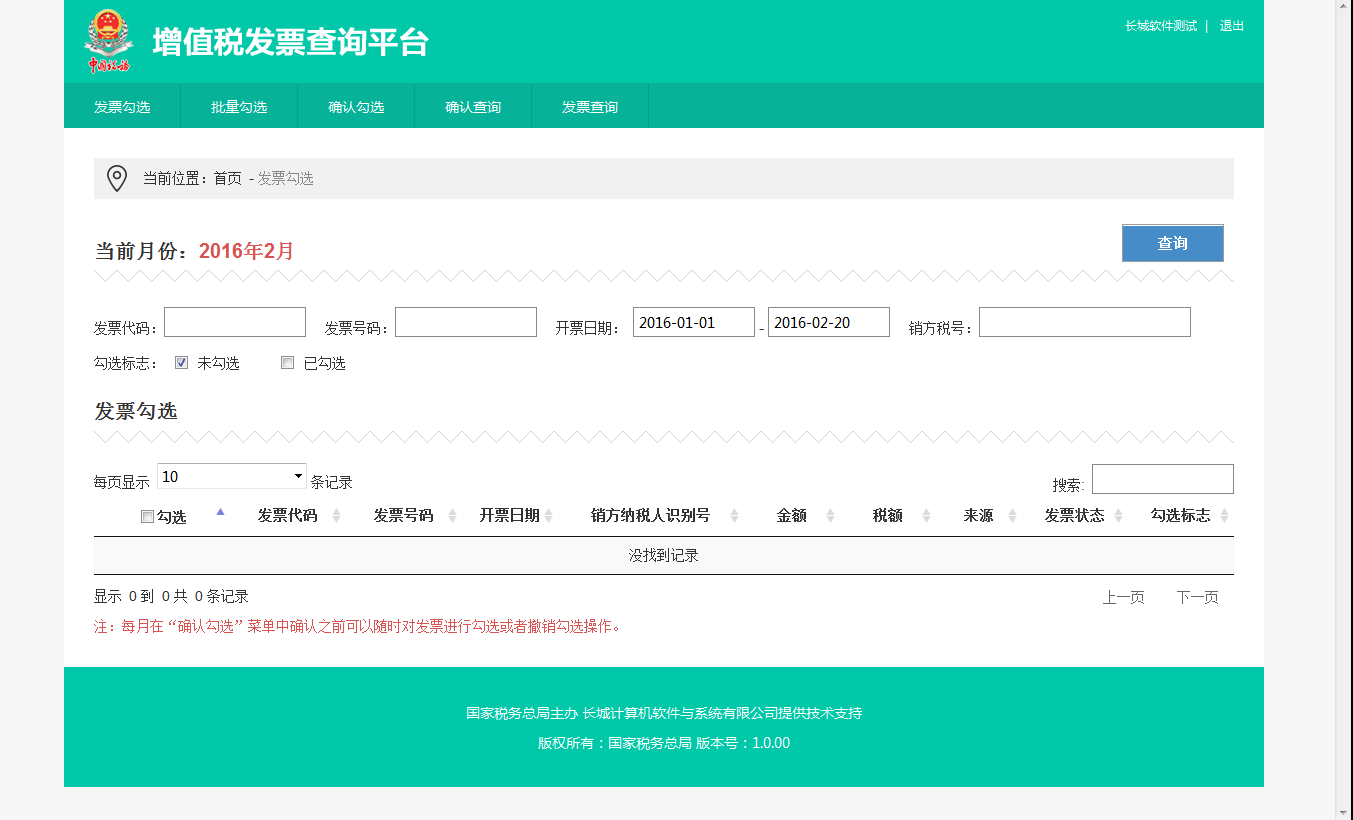 中国税务
增值税发票查询平台
长城软件测试 | 退出
发票勾选 批量勾选 确认勾选 确认查询 发票查询
当前位置：首页 - 发票勾选
当前月份：2016年2月 查询
发票代码： 发票号码： 开票日期： 2016-01-01 - 2016-02-20 销方税号：
勾选标志： 未勾选 已勾选
发票勾选
每页显示 10 条记录 搜索:
勾选 发票代码 发票号码 开票日期 销方纳税人识别号 金额 税额 来源 发票状态 勾选标志
没找到记录
显示 0 到 0 共 0 条记录 上一页 下一页
注：每月在“确认勾选”菜单中确认之前可以随时对发票进行勾选或者撤销勾选操作。
国家税务总局主办 长城计算机软件与系统有限公司提供技术支持
版权所有：国家税务总局 版本号：1.0.00